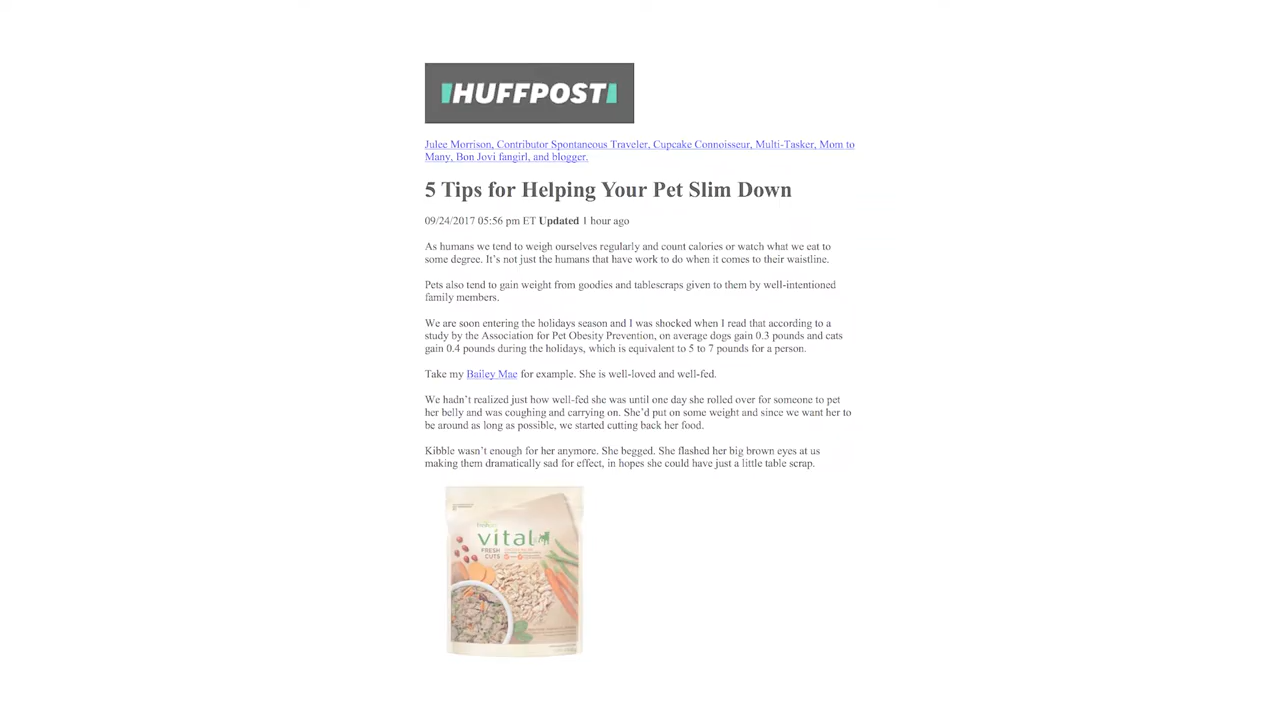 HUFFPOST
Julee Morrison, Contributor Spontaneous Traveler, Cupcake Connoisseur, Multi-Tasker, Mom to
Many, Bon Jovi fangirl, and blogger.
5 Tips for Helping Your Pet Slim Down
09/24/2017 05:56 pm ET Updated 1 hour ago
As humans we tend to weigh ourselves regularly and count calories or watch what we eat to
some degree. It’s not just the humans that have work to do when it comes to their waistline.
Pets also tend to gain weight from goodies and tablescraps given to them by well-intentioned
family members.
We are soon entering the holidays season and I was shocked when I read that according to a
study by the Association for Pet Obesity Prevention, on average dogs gain 0.3 pounds and cats
gain 0.4 pounds during the holidays, which is equivalent to 5 to 7 pounds for a person.
Take my Bailey Mae for example. She is well-loved and well-fed.
We hadn’t realized just how well-fed she was until one day she rolled over for someone to pet
her belly and was coughing and carrying on. She’d put on some weight and since we want her to
be around as long as possible, we started cutting back her food.
Kibble wasn’t enough for her anymore. She begged. She flashed her big brown eyes at us
making them dramatically sad for effect, in hopes she could have just a little table scrap.
vital
FRESH
CUTS